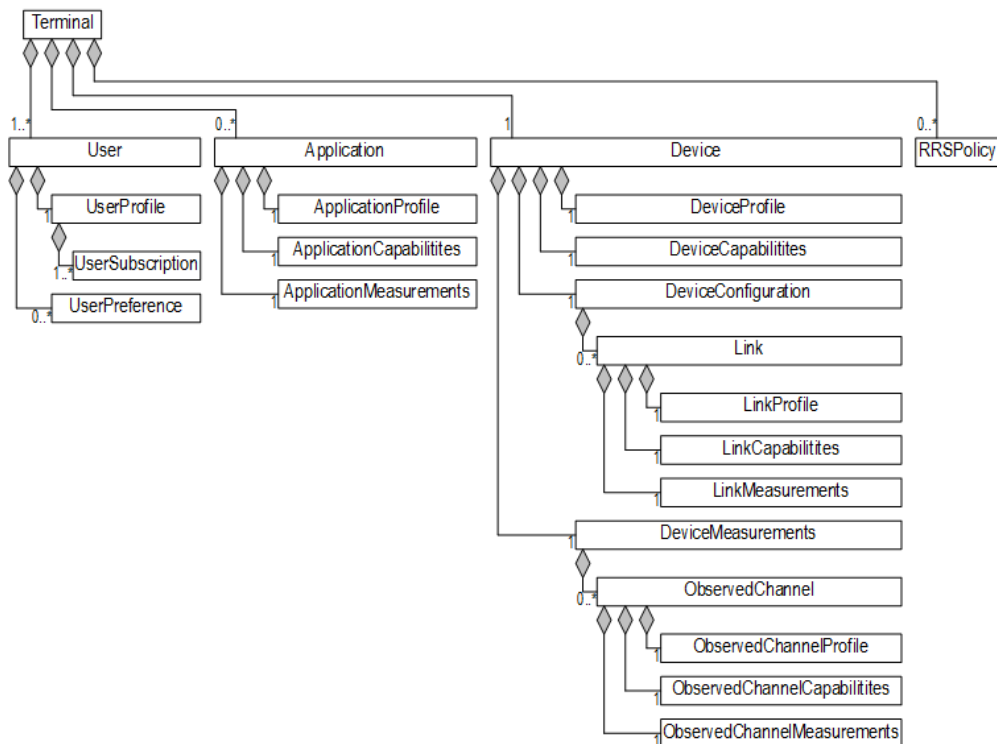 Terminal
1..*
0..*
1
0..*
User
Application
Device
RRSPolicy
UserProfile
1
ApplicationProfile
1
DeviceProfile
1
UserSubscription
1..*
ApplicationCapabilitites
1
DeviceCapabilitites
1
UserPreference
0..*
ApplicationMeasurements
1
DeviceConfiguration
1
Link
0..*
LinkProfile
1
LinkCapabilitites
1
LinkMeasurements
1
DeviceMeasurements
1
ObservedChannel
0..*
ObservedChannelProfile
1
ObservedChannelCapabilitites
1
ObservedChannelMeasurements
1